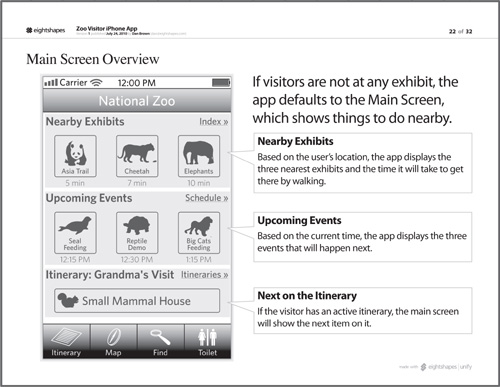 eightshapes
Zoo Visitor iPhone App
22 of 32
Main Screen Overview
Carrier
12:00 PM
National Zoo
Nearby Exhibits
Index »
Asia Trail
Cheetah
Elephants
5 min
7 min
10 min
Upcoming Events
Schedule »
Seal
Feeding
Reptile
Demo
Big Cats
Feeding
12:15 PM
12:30 PM
1:15 PM
Itinerary: Grandma's Visit
Itineraries »
Small Mammal House
Itinerary
Map
Find
Toilet
If visitors are not at any exhibit, the
app defaults to the Main Screen,
which shows things to do nearby.
Nearby Exhibits
Based on the user's location, the app displays the
three nearest exhibits and the time it will take to get
there by walking.
Upcoming Events
Based on the current time, the app displays the three
events that will happen next.
Next on the Itinerary
If the visitor has an active itinerary, the main screen
will show the next item on it.
made with eightshapes | unify